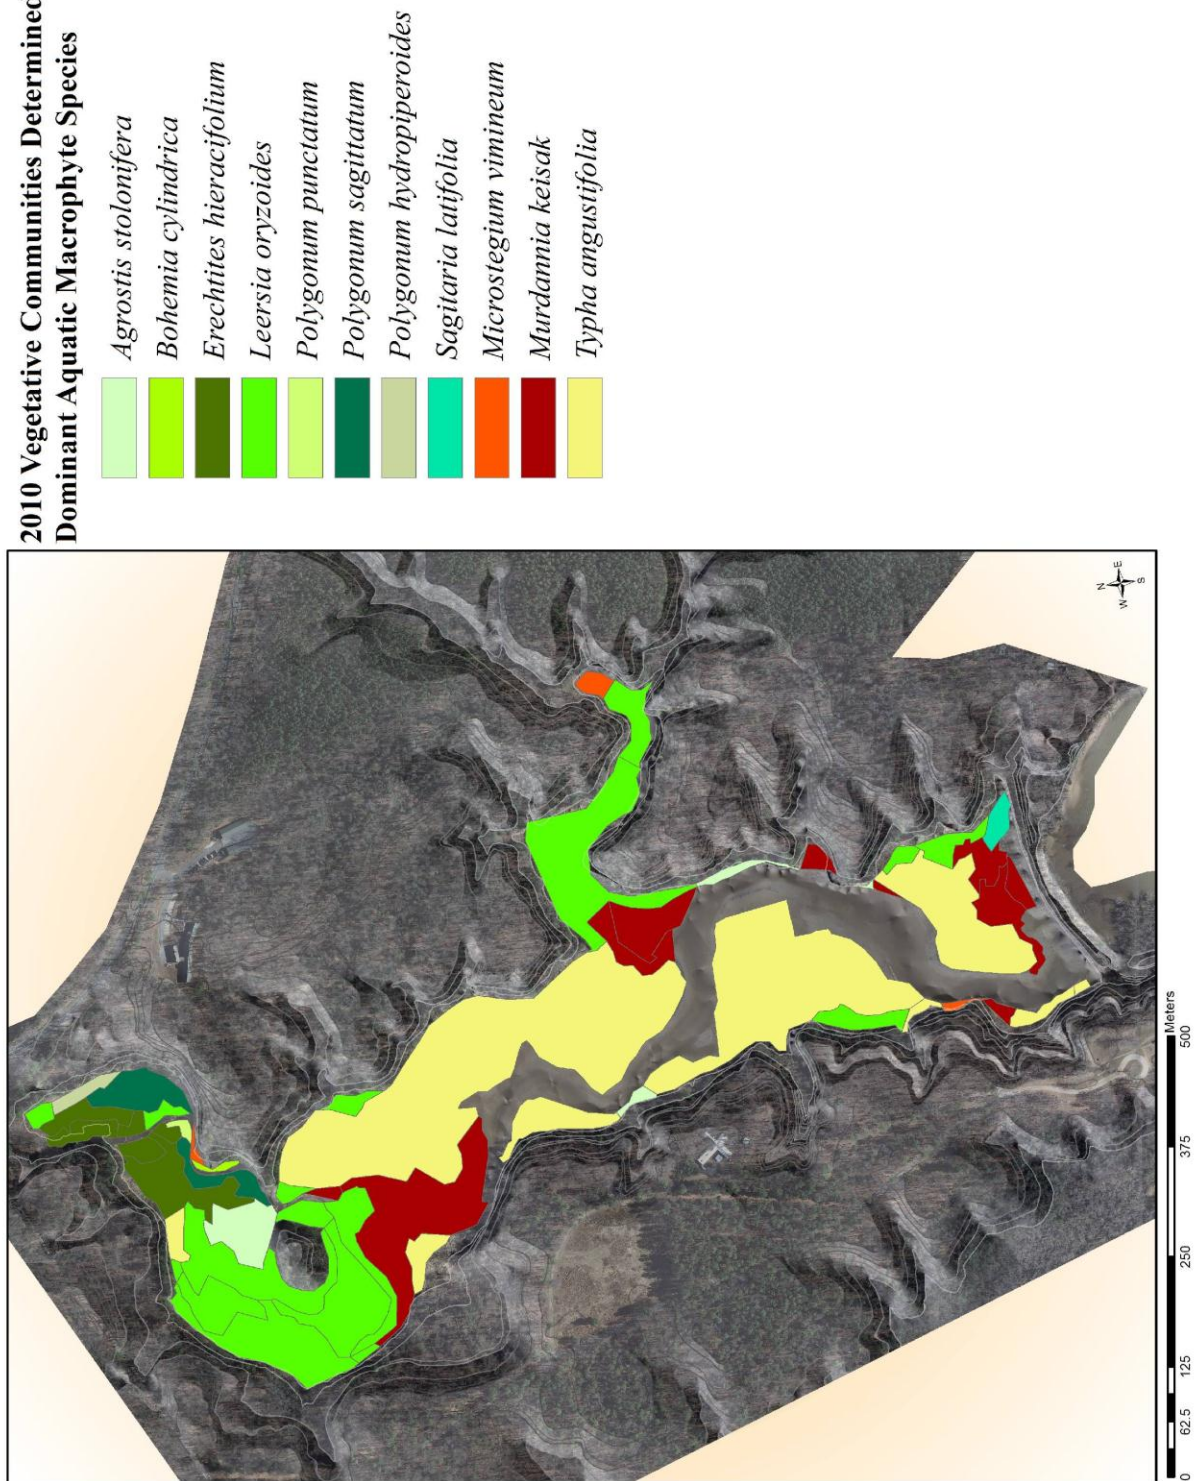 2010 Vegetative Communities Determined
Dominant Aquatic Macrophyte Species
Agrostis stolonifera
Bohemia cylindrica
Erechtites hieracifolium
Leersia oryzoides
Polygonum punctatum
Polygonum sagittatum
Polygonum hydropiperoides
Sagitaria latifolia
Microstegium vimineum
Murdannia keisak
Typha angustifolia
N
W E
S
0 62.5 125 250 375 500
Meters